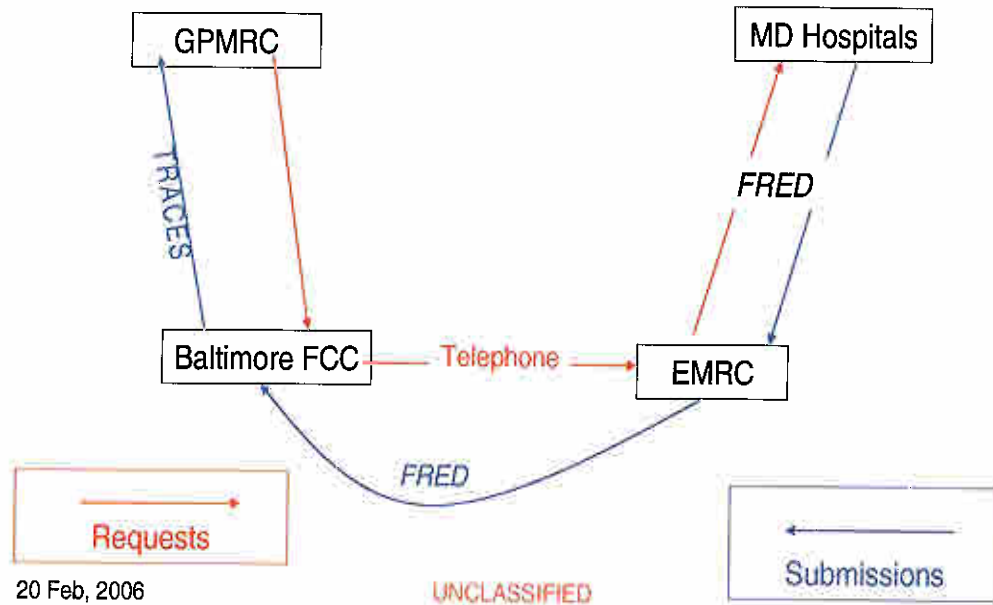 GPMRC
MD Hospitals
TRACES
FRED
Baltimore FCC
Telephone
EMRC
FRED
Requests
Submissions
20 Feb, 2006
UNCLASSIFIED